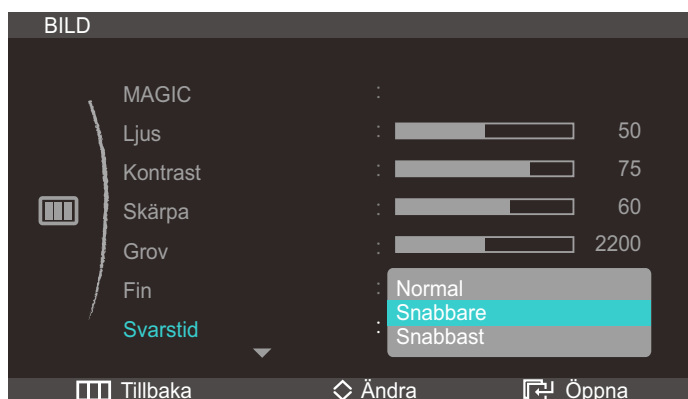 BILD
MAGIC :
Ljus : 50
Kontrast : 75
Skärpa : 60
Grov : 2200
Fin :
Svarstid :
Normal
Snabbare
Snabbast
Tillbaka Ändra Öppna